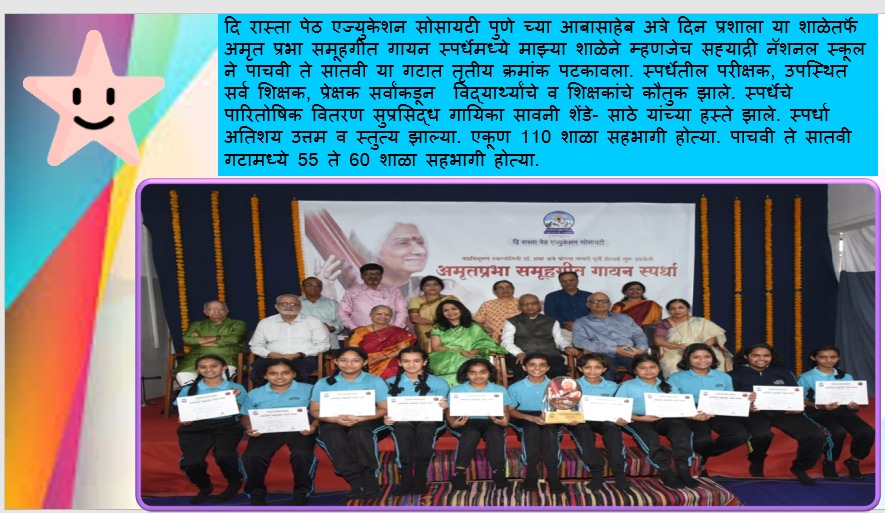 दि रास्ता पेठ एज्युकेशन सोसायटी पुणे च्या आबासाहेब अत्रे दिन प्रशाला या शाळेतर्फे
अमृत प्रभा समूहगीत गायन स्पर्धेमध्ये माझ्या शाळेने म्हणजेच सह्याद्री नॅशनल स्कूल
ने पाचवी ते सातवी या गटात तृतीय क्रमांक पटकावला. स्पर्धेतील परीक्षक, उपस्थित
सर्व शिक्षक, प्रेक्षक सर्वांकडून विद्यार्थ्यांचे व शिक्षकांचे कौतुक झाले. स्पर्धेचे
पारितोषिक वितरण सुप्रसिद्ध गायिका सावनी शेंडे- साठे यांच्या हस्ते झाले. स्पर्धा
अतिशय उत्तम व स्तुत्य झाल्या. एकूण 110 शाळा सहभागी होत्या. पाचवी ते सातवी
गटामध्ये 55 ते 60 शाळा सहभागी होत्या.
दि रास्ता पेठ एज्युकेशन सोसायटी
अमृतप्रभा समूहगीत गायन स्पर्धा